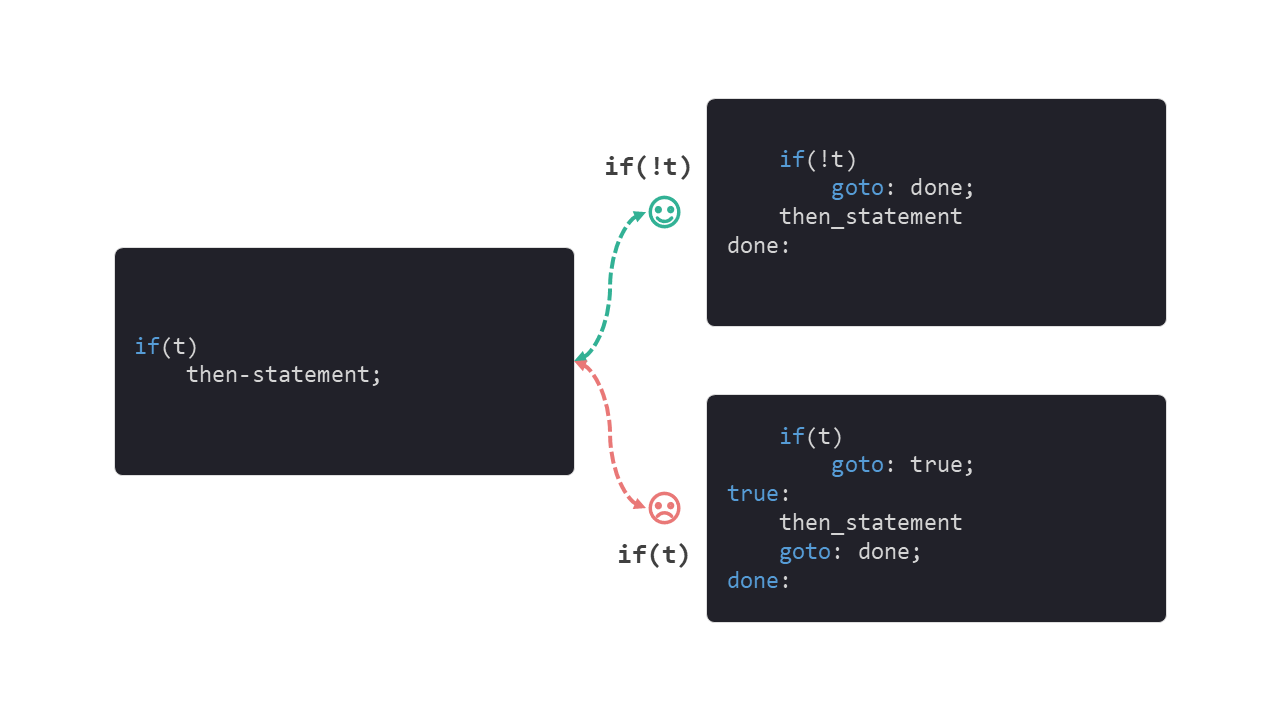 if(t)
    then-statement;
if(!t)
    if(!t)
        goto: done;
    then_statement
done:
if(t)
    if(t)
        goto: true;
true:
    then_statement
    goto: done;
done: